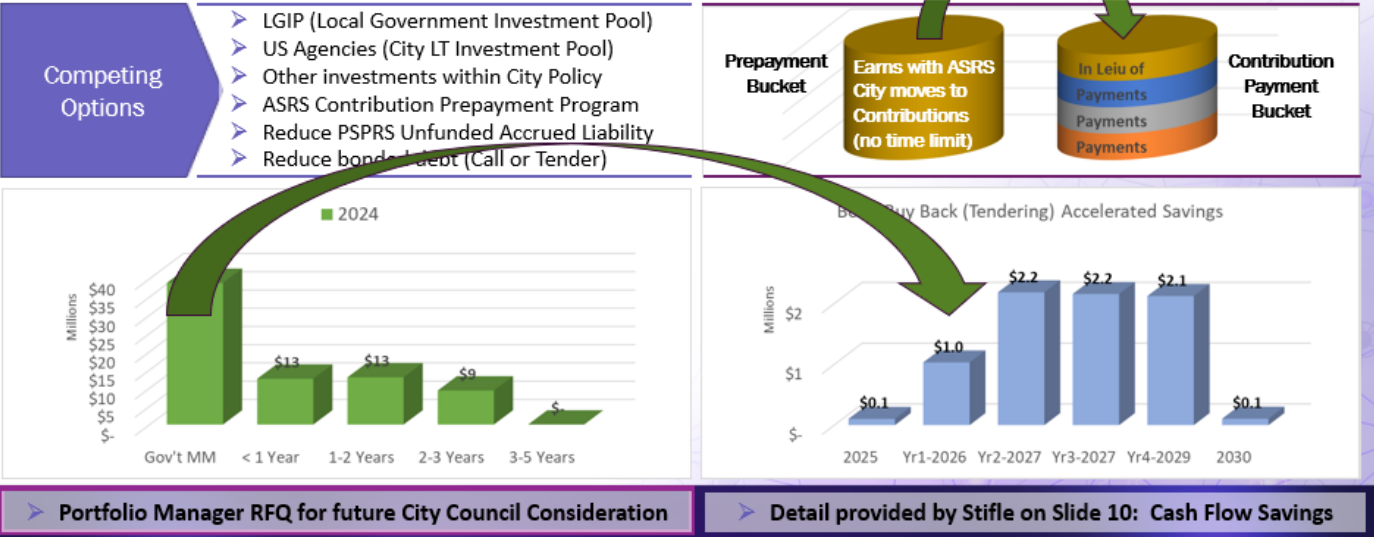 Competing
Options
LGIP (Local Government Investment Pool)
US Agencies (City LT Investment Pool)
Other investments within City Policy
ASRS Contribution Prepayment Program
Reduce PSPRS Unfunded Accrued Liability
Reduce bonded debt (Call or Tender)
Prepayment
Bucket
Earns with ASRS
City moves to
Contributions
(no time limit)
In Leiu of
Payments
Payments
Payments
Contribution
Payment
Bucket
2024
Millions
$40
$35
$30
$25
$20
$15
$10
$5
$-
$13
$13
$9
$-
Gov't MM
< 1 Year
1-2 Years
2-3 Years
3-5 Years
Buy Back (Tendering) Accelerated Savings
Millions
$2
$1
$-
$0.1
$1.0
$2.2
$2.2
$2.1
$0.1
2025
Yr1-2026
Yr2-2027
Yr3-2027
Yr4-2029
2030
Portfolio Manager RFQ for future City Council Consideration
Detail provided by Stifle on Slide 10: Cash Flow Savings